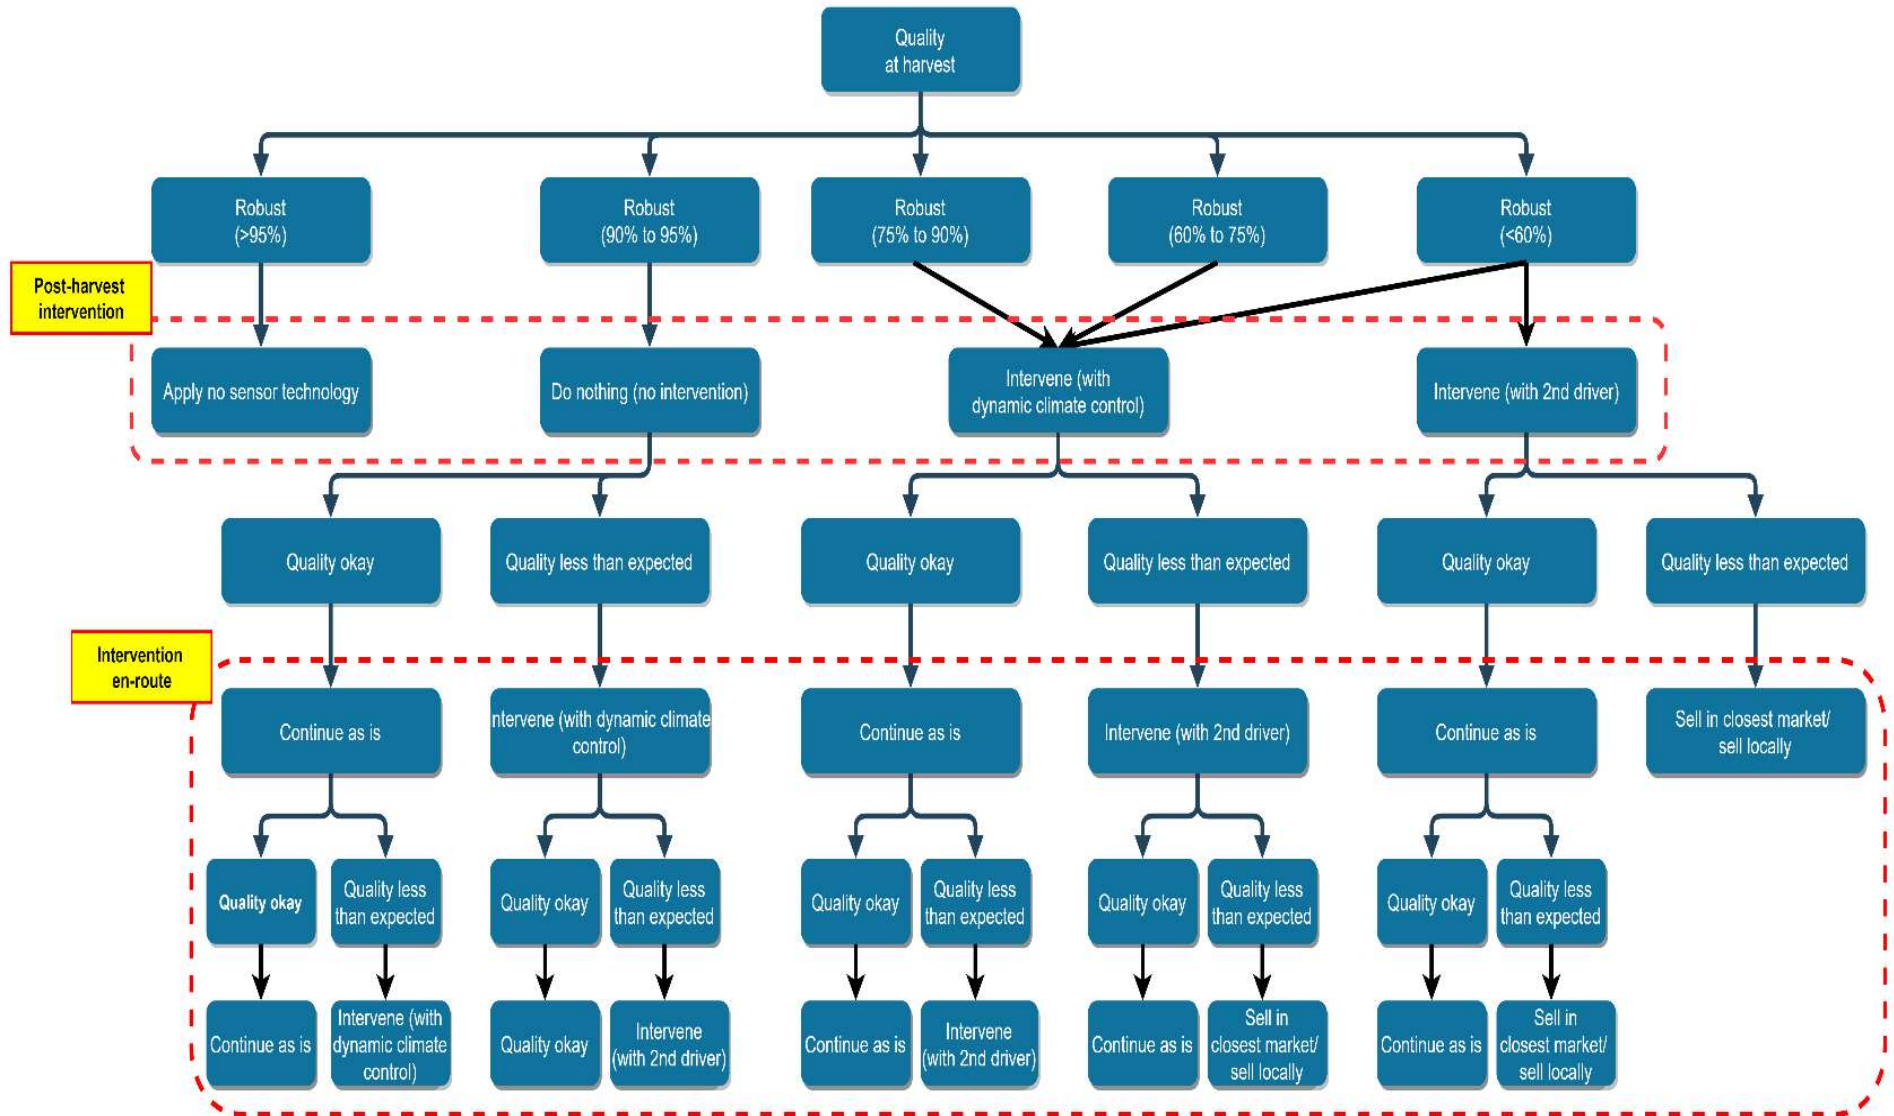 Quality
at harvest
Robust
(>95%)
Robust
(90% to 95%)
Robust
(75% to 90%)
Robust
(60% to 75%)
Robust
(<60%)
Post-harvest
intervention
Apply no sensor technology
Do nothing (no intervention)
Intervene (with
dynamic climate control)
Intervene (with 2nd driver)
Quality okay
Quality less than expected
Quality okay
Quality less than expected
Quality okay
Quality less than expected
Intervention
en-route
Continue as is
Intervene (with dynamic climate
control)
Continue as is
Intervene (with 2nd driver)
Continue as is
Sell in closest market/
sell locally
Quality okay
Quality less
than expected
Quality okay
Quality less
than expected
Quality okay
Quality less
than expected
Quality okay
Quality less
than expected
Quality okay
Quality less
than expected
Continue as is
Intervene (with
dynamic climate
control)
Quality okay
Intervene
(with 2nd driver)
Continue as is
Intervene
(with 2nd driver)
Continue as is
Sell in
closest market/
sell locally
Continue as is
Sell in
closest market/
sell locally